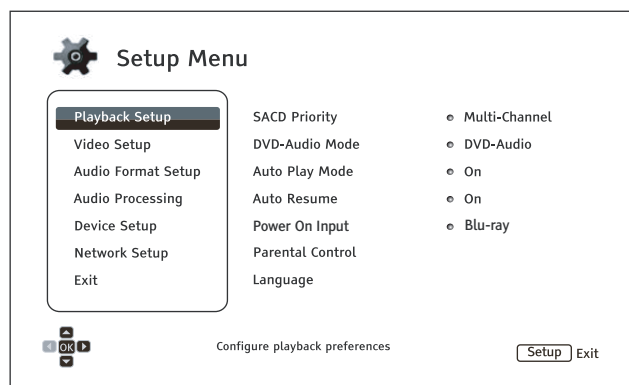 Setup Menu
Playback Setup SACD Priority Multi-Channel
Video Setup DVD-Audio Mode DVD-Audio
Audio Format Setup Auto Play Mode On
Audio Processing Auto Resume On
Device Setup Power On Input Blu-ray
Network Setup Parental Control
Exit Language
OK Configure playback preferences Setup Exit